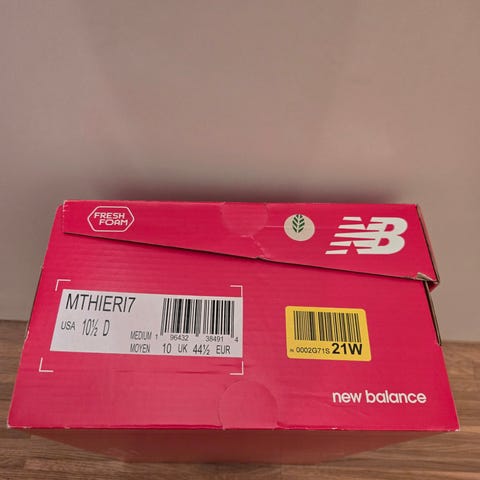 FRESH
FOAM
NB
MTHIERI7
USA 10½ D
MEDIUM 1 96432 38491 4
MOYEN 10 UK 44½ EUR
N 0002G71S 21W
new balance